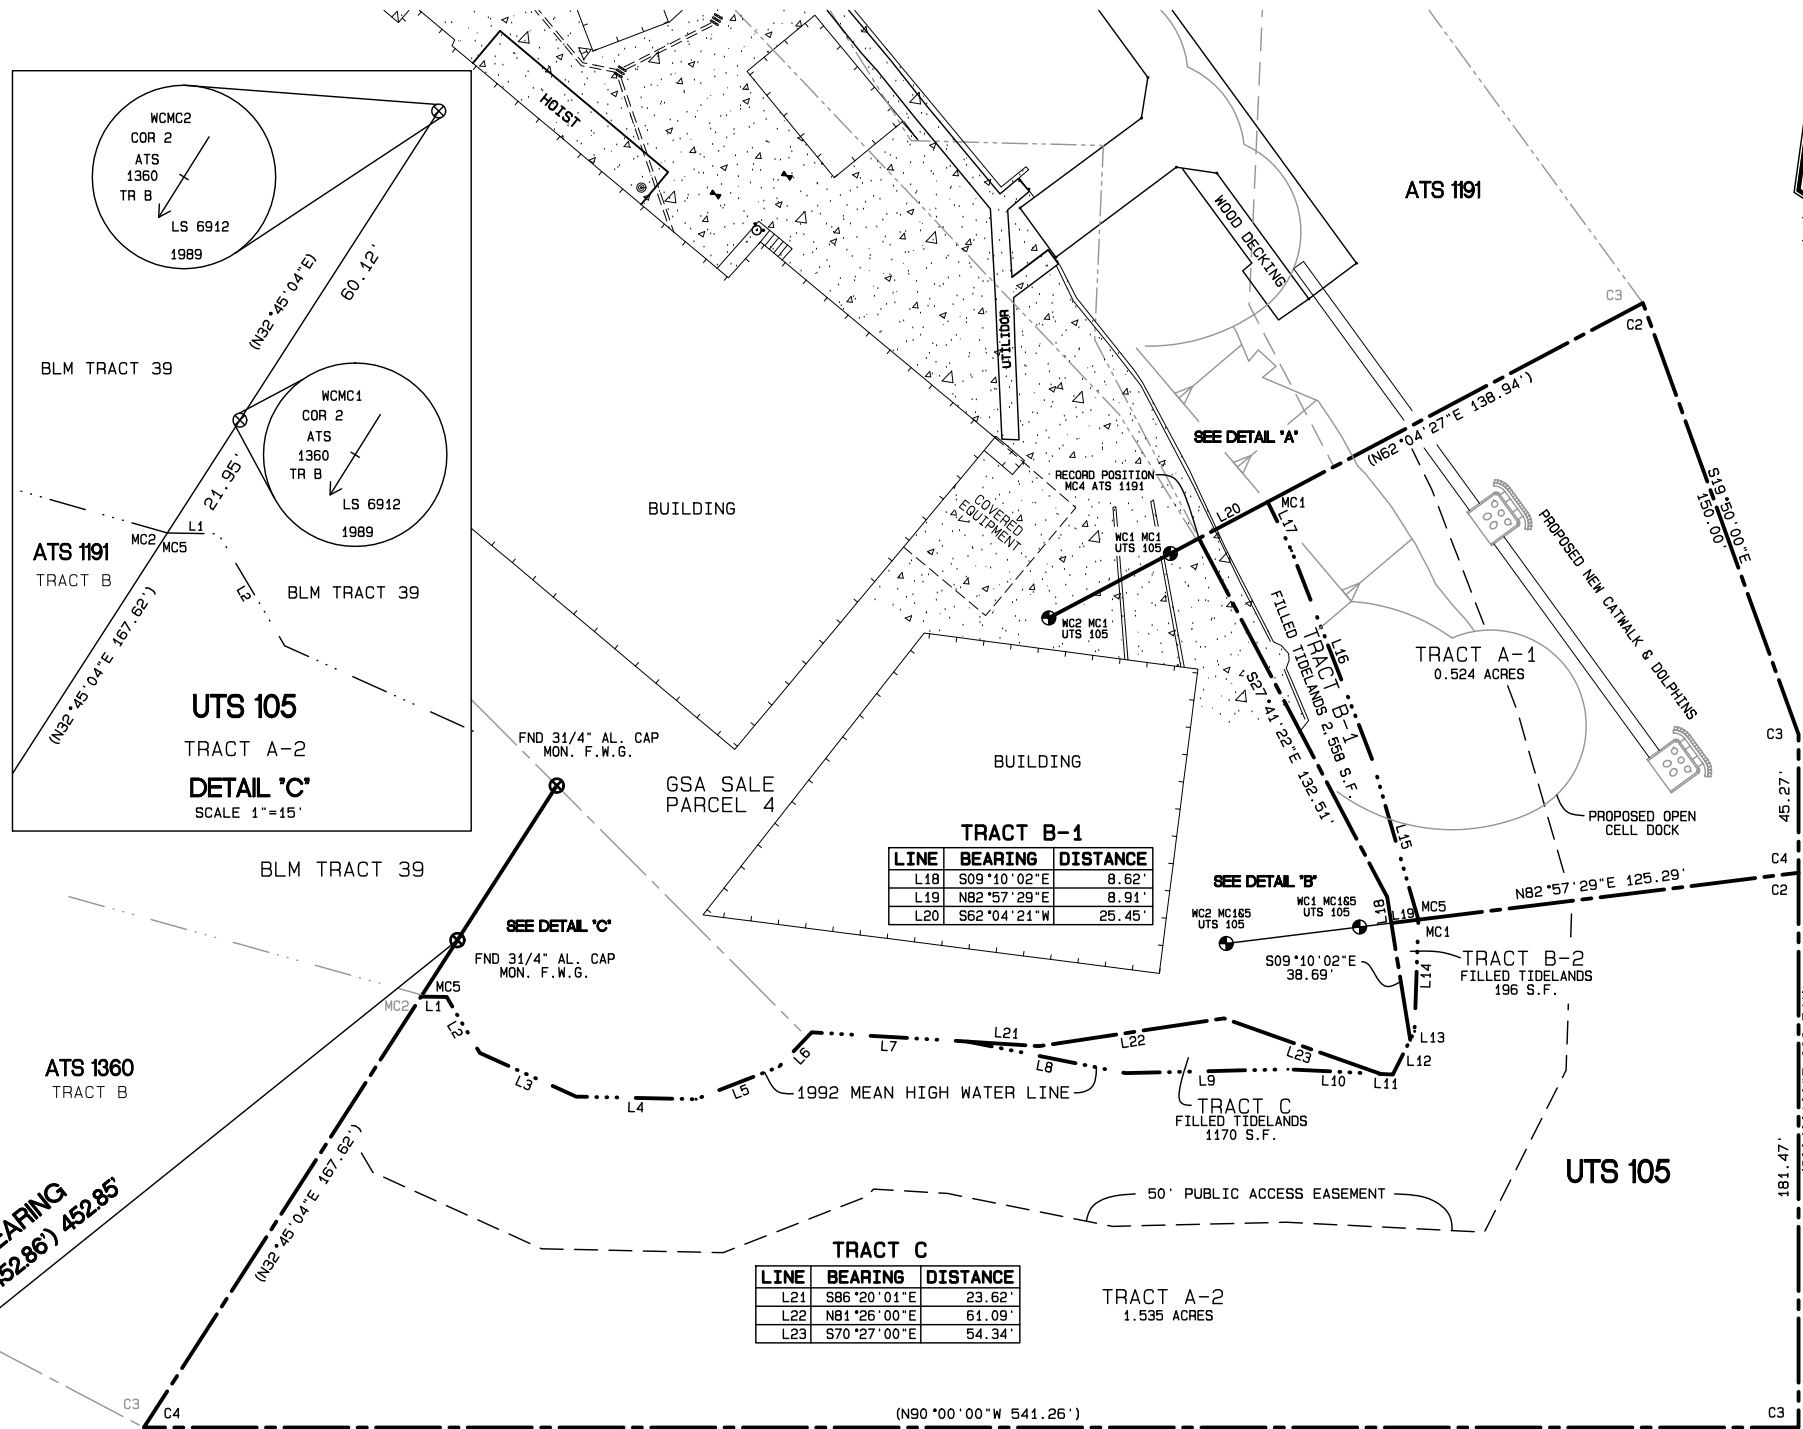 WCMC2
COR 2
ATS
1360
TR B
LS 6912
1989
(N32°45'04"E)
60.12'
BLM TRACT 39
WCMC1
COR 2
ATS
1360
TR B
LS 6912
1989
21.95'
L1
MC2
MC5
ATS 1191
TRACT B
L2
BLM TRACT 39
(N32°45'04"E 167.62')
UTS 105
TRACT A-2
DETAIL "C"
SCALE 1"=15'
HOIST
UTILIDOR
WOOD DECKING
ATS 1191
C3
C2
SEE DETAIL "A"
(N62°04'27"E 138.94')
S19°50'00"E
150.00'
RECORD POSITION
MC4 ATS 1191
COVERED
EQUIPMENT
BUILDING
L20
MC1
L17
WC1 MC1
UTS 105
WC2 MC1
UTS 105
PROPOSED NEW CATWALK & DOLPHINS
L16
TRACT B-1
FILLED TIDELANDS 2,558 S.F.
S27°41'22"E 132.51'
TRACT A-1
0.524 ACRES
FND 31/4" AL. CAP
MON. F.W.G.
GSA SALE
PARCEL 4
BUILDING
C3
45.27'
PROPOSED OPEN
CELL DOCK
L15
TRACT B-1
LINE BEARING DISTANCE
L18 S09°10'02"E 8.62'
L19 N82°57'29"E 8.91'
L20 S62°04'21"W 25.45'
BLM TRACT 39
C4
C2
SEE DETAIL "B"
N82°57'29"E 125.29'
WC2 MC1&5
UTS 105
WC1 MC1&5
UTS 105
L18
L19
MC5
MC1
SEE DETAIL "C"
FND 31/4" AL. CAP
MON. F.W.G.
S09°10'02"E
38.69'
L14
TRACT B-2
FILLED TIDELANDS
196 S.F.
MC5
MC2
L1
L2
L3
L4
L5
L6
L7
L21
L22
L8
L23
L9
L10
L11
L12
L13
1992 MEAN HIGH WATER LINE
TRACT C
FILLED TIDELANDS
1170 S.F.
ATS 1360
TRACT B
(N32°45'04"E 167.62')
EARING
52.86') 452.85'
UTS 105
181.47'
50' PUBLIC ACCESS EASEMENT
TRACT C
LINE BEARING DISTANCE
L21 S86°20'01"E 23.62'
L22 N81°26'00"E 61.09'
L23 S70°27'00"E 54.34'
TRACT A-2
1.535 ACRES
C3
C4
(N90°00'00"W 541.26')
C3